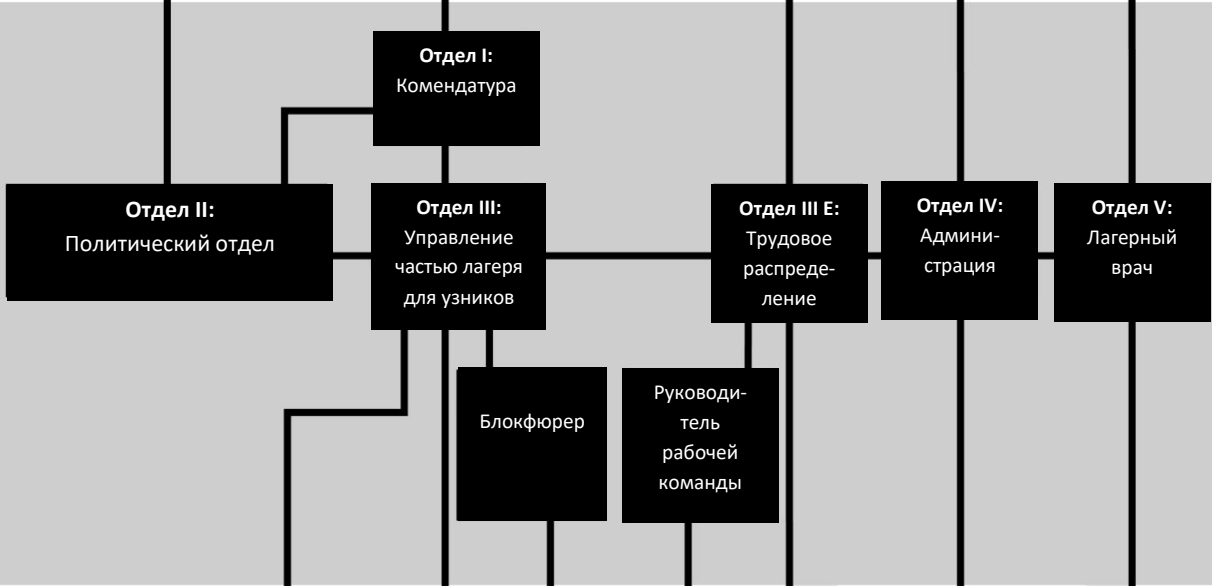 Отдел I:
Комендатура
Отдел II:
Политический отдел
Отдел III:
Управление
частью лагеря
для узников
Отдел III E:
Трудовое
распреде-
ление
Отдел IV:
Админи-
страция
Отдел V:
Лагерный
врач
Блокфюрер
Руководи-
тель
рабочей
команды